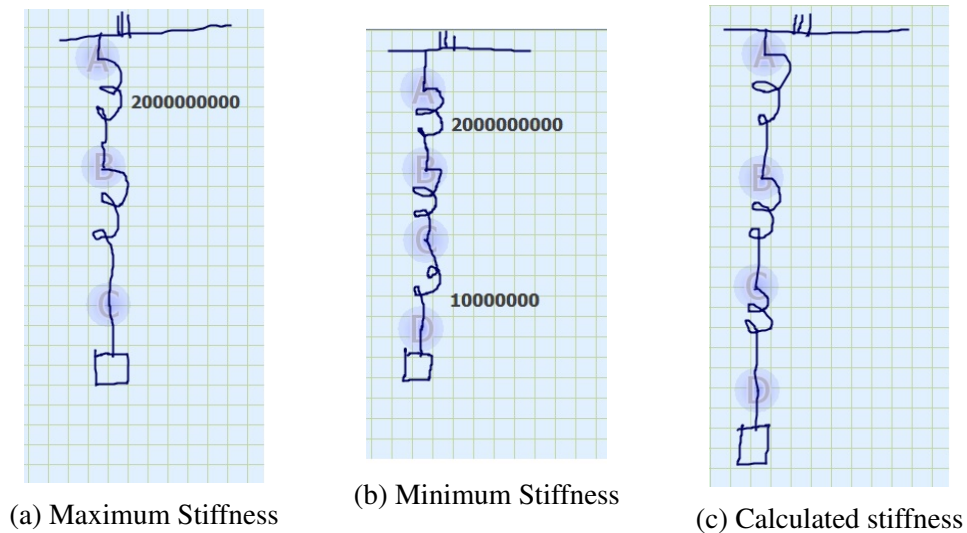 A
2000000000
B
C
(a) Maximum Stiffness
A
2000000000
B
C
10000000
D
(b) Minimum Stiffness
A
B
C
D
(c) Calculated stiffness